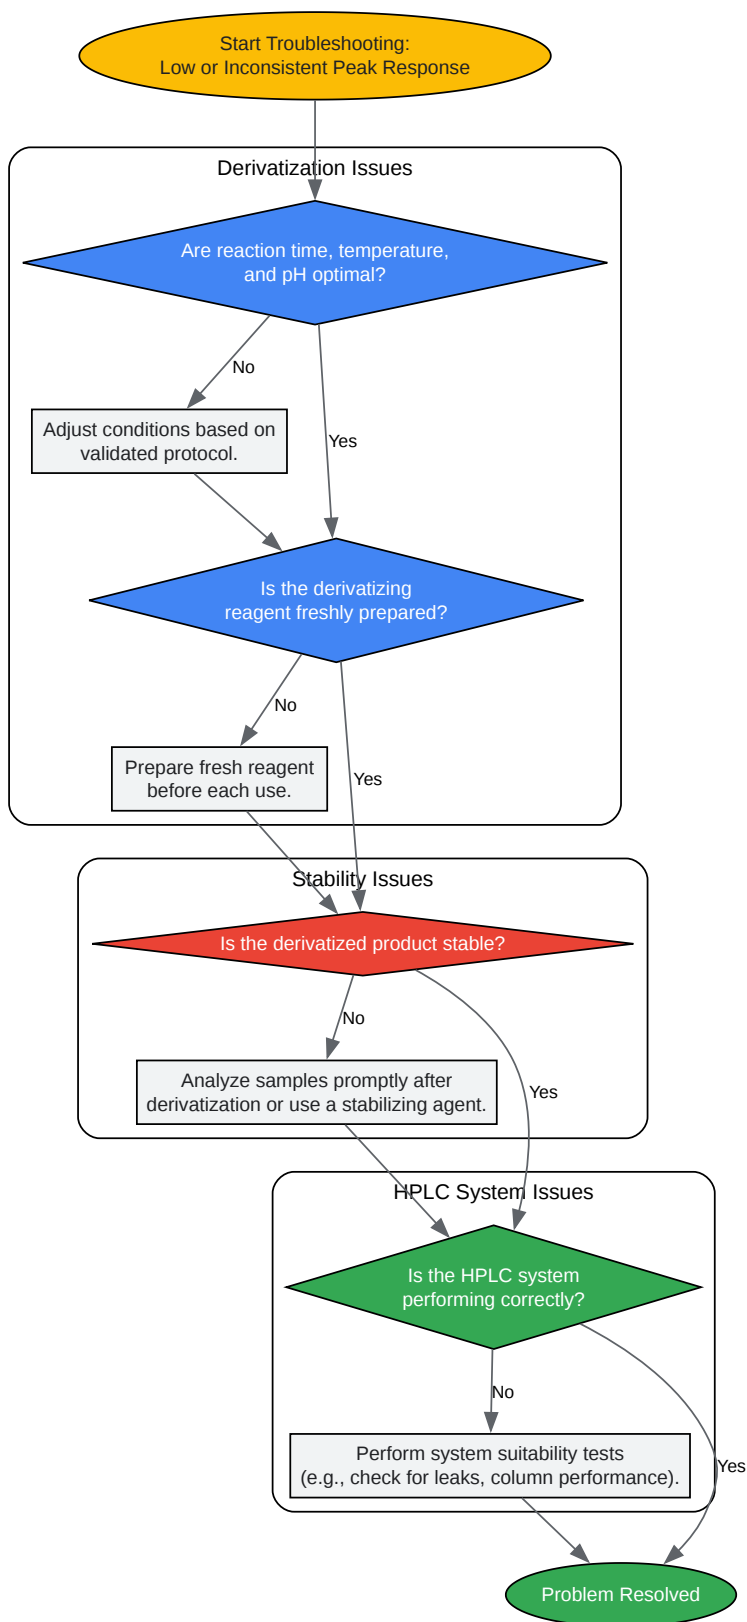 Start Troubleshooting:
Low or Inconsistent Peak Response
Derivatization Issues
Are reaction time, temperature,
and pH optimal?
No
Adjust conditions based on
validated protocol.
Yes
Is the derivatizing
reagent freshly prepared?
No
Prepare fresh reagent
before each use.
Yes
Stability Issues
Is the derivatized product stable?
No
Analyze samples promptly after
derivatization or use a stabilizing agent.
Yes
HPLC System Issues
Is the HPLC system
performing correctly?
No
Perform system suitability tests
(e.g., check for leaks, column performance).
Yes
Problem Resolved